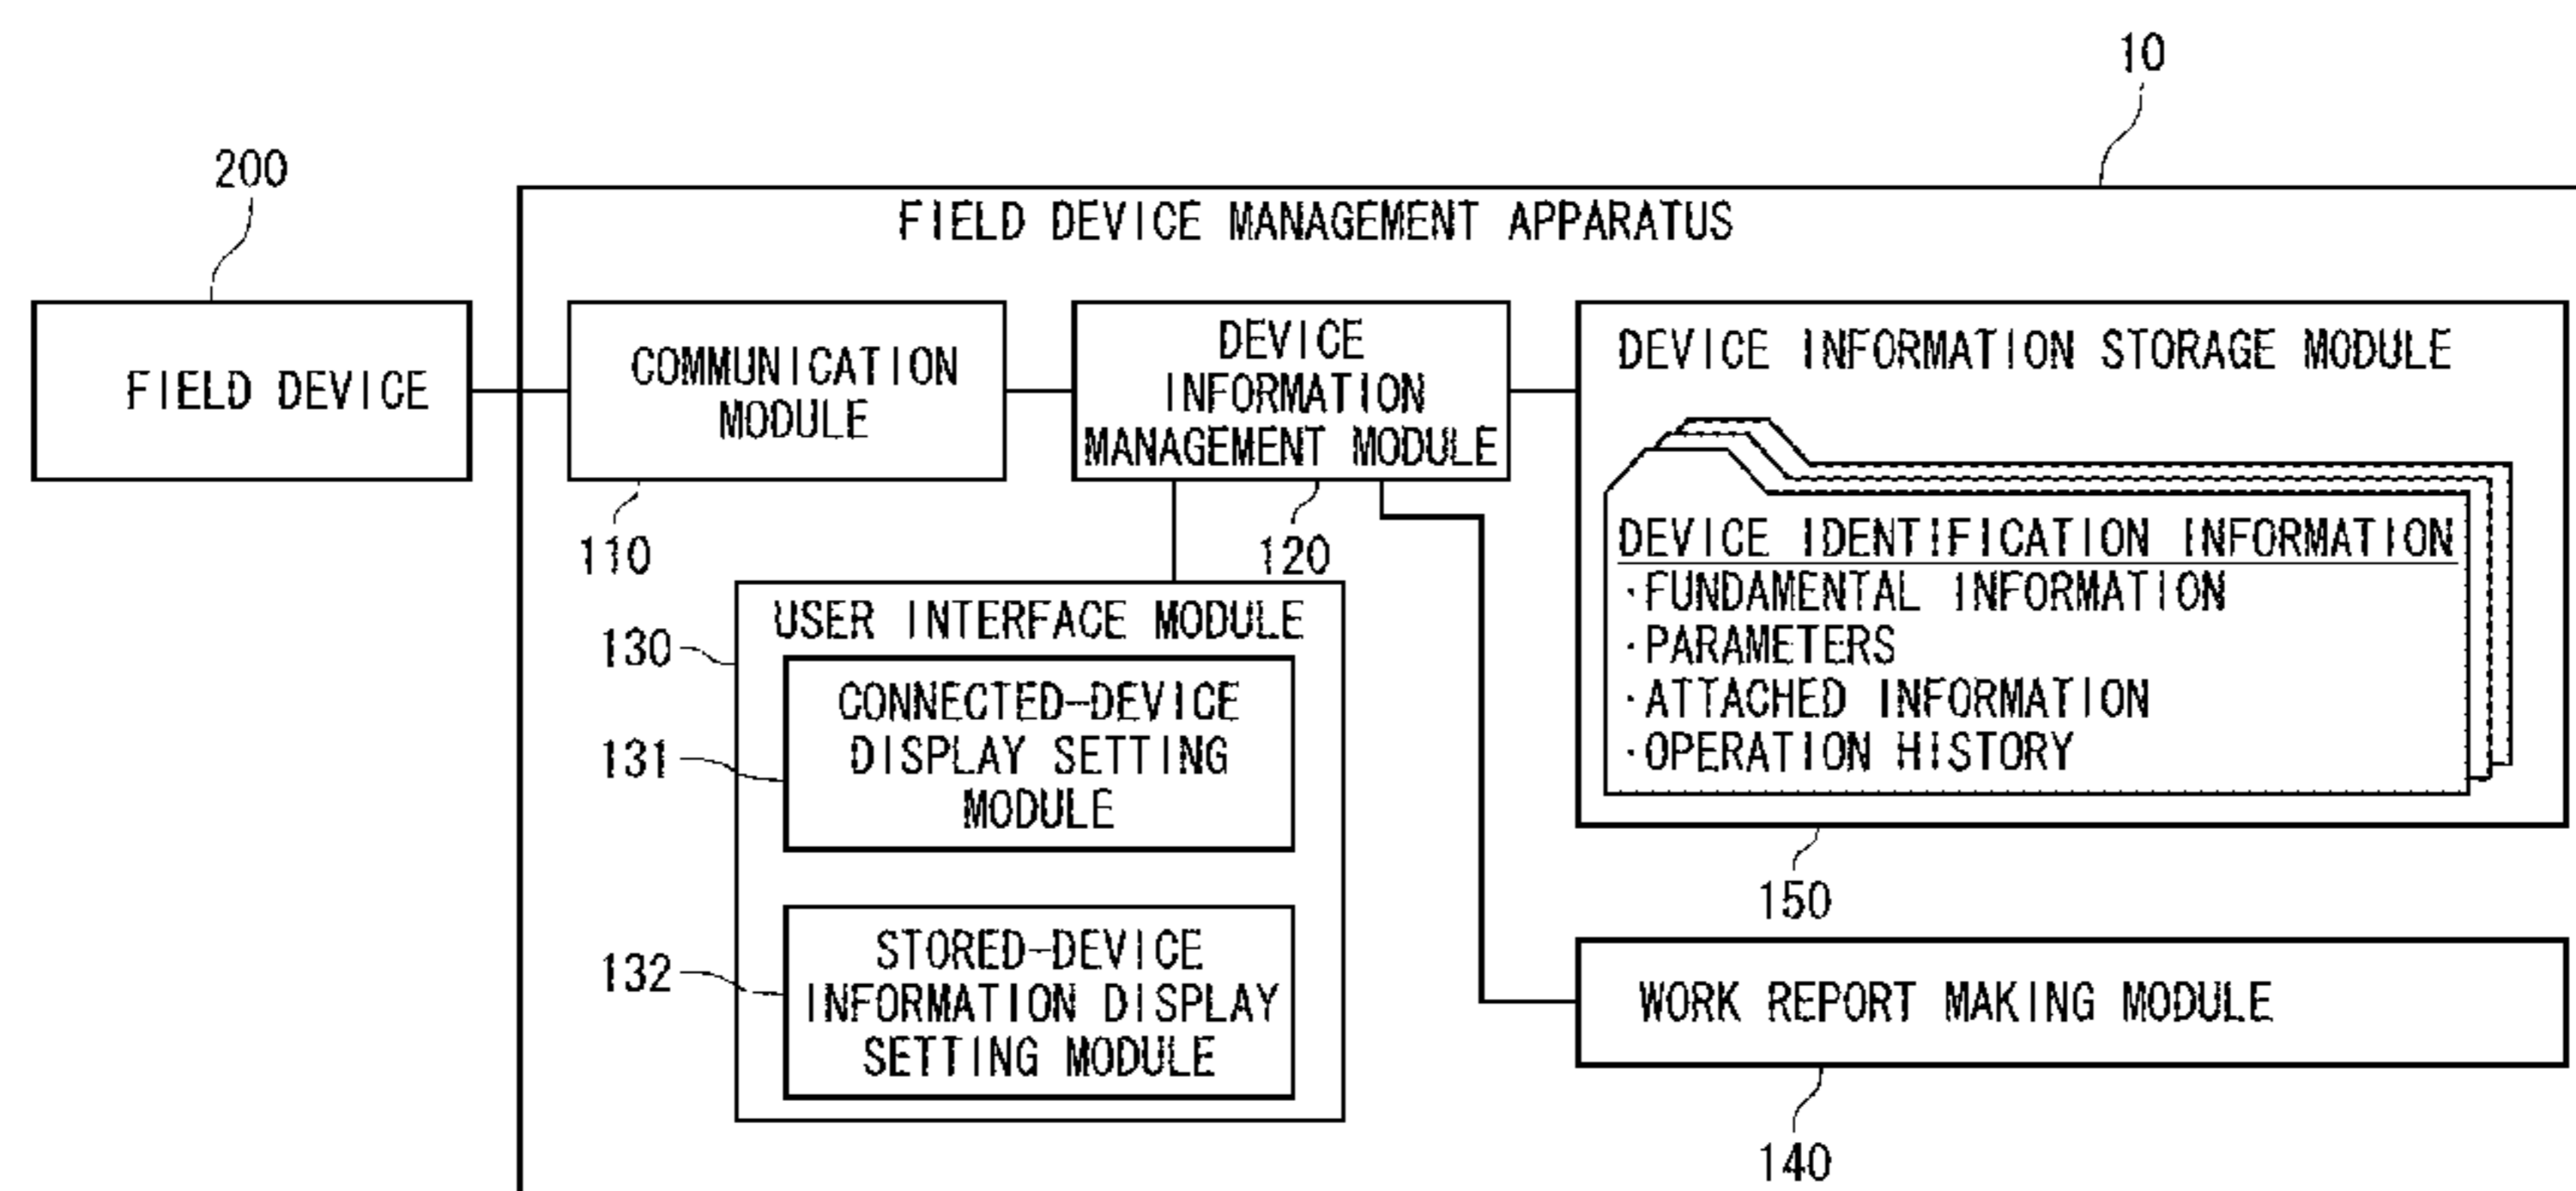 10
200
FIELD DEVICE MANAGEMENT APPARATUS
FIELD DEVICE
COMMUNICATION
MODULE
110
DEVICE
INFORMATION
MANAGEMENT MODULE
120
DEVICE INFORMATION STORAGE MODULE
DEVICE IDENTIFICATION INFORMATION
·FUNDAMENTAL INFORMATION
·PARAMETERS
·ATTACHED INFORMATION
·OPERATION HISTORY
150
USER INTERFACE MODULE
130
CONNECTED-DEVICE
DISPLAY SETTING
MODULE
131
STORED-DEVICE
INFORMATION DISPLAY
SETTING MODULE
132
WORK REPORT MAKING MODULE
140